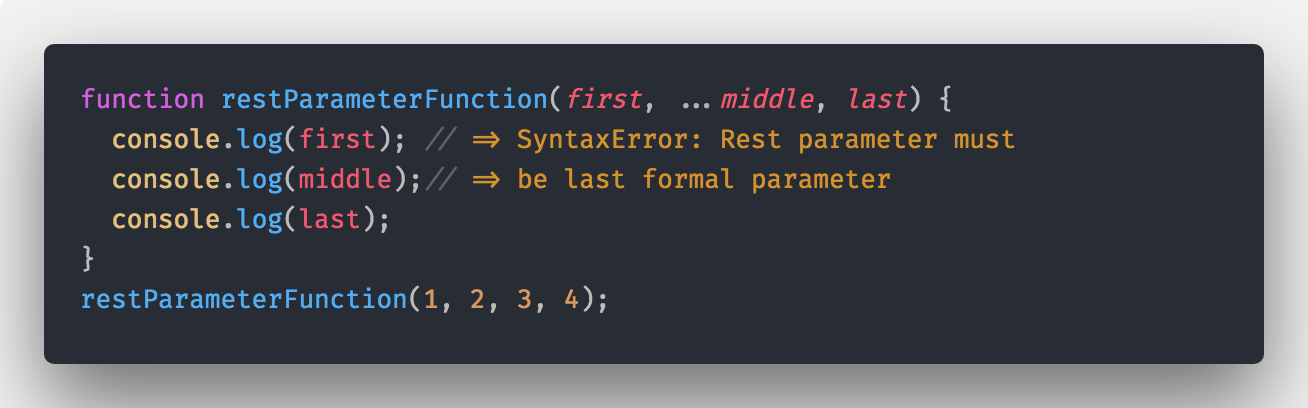 function restParameterFunction(first, ...middle, last) {
  console.log(first); // => SyntaxError: Rest parameter must
  console.log(middle);// => be last formal parameter
  console.log(last);
}
restParameterFunction(1, 2, 3, 4);